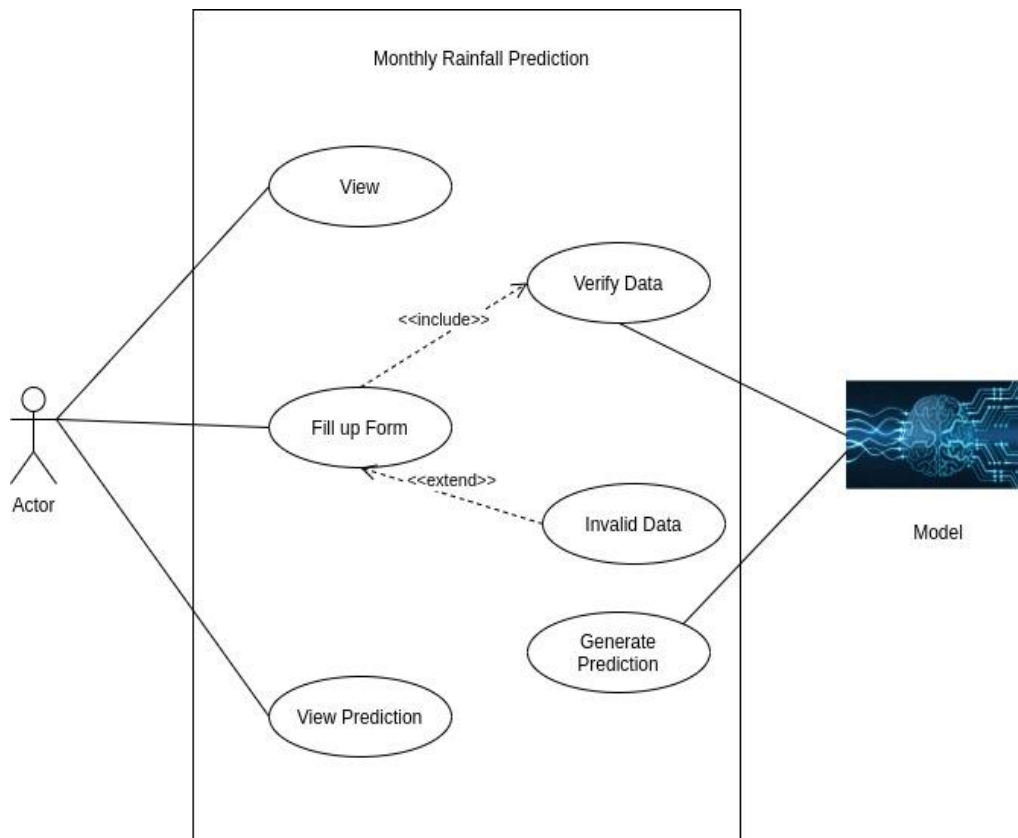 Monthly Rainfall Prediction
View
Verify Data
<<include>>
Fill up Form
<<extend>>
Actor
Invalid Data
Model
Generate
Prediction
View Prediction